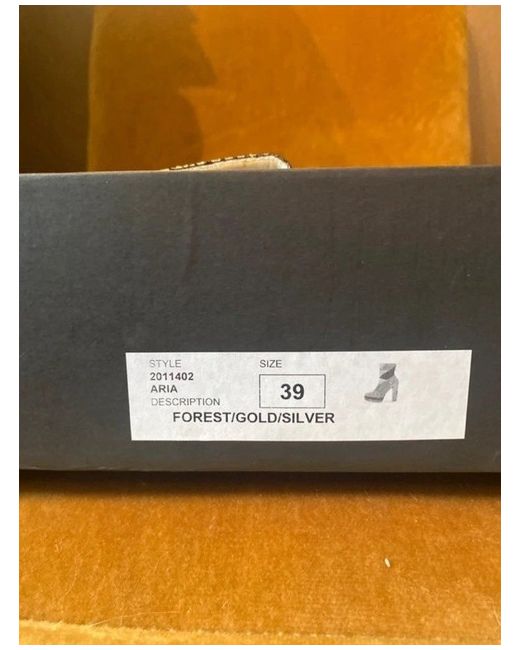 STYLE SIZE
2011402
ARIA 39
DESCRIPTION
FOREST/GOLD/SILVER